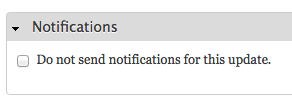 Notifications
Do not send notifications for this update.